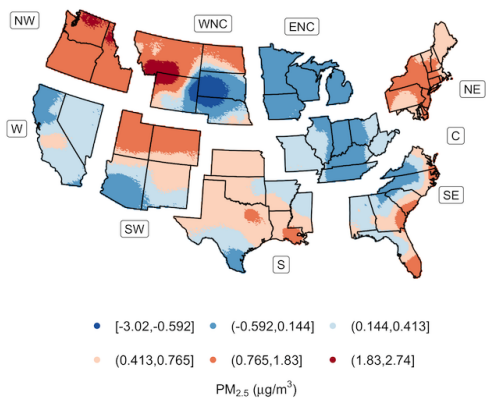 NW
WNC
ENC
NE
W
C
SE
SW
S
[-3.02,-0.592] (-0.592,0.144] (0.144,0.413]
(0.413,0.765] (0.765,1.83] (1.83,2.74]
PM₂.₅ (μg/m³)